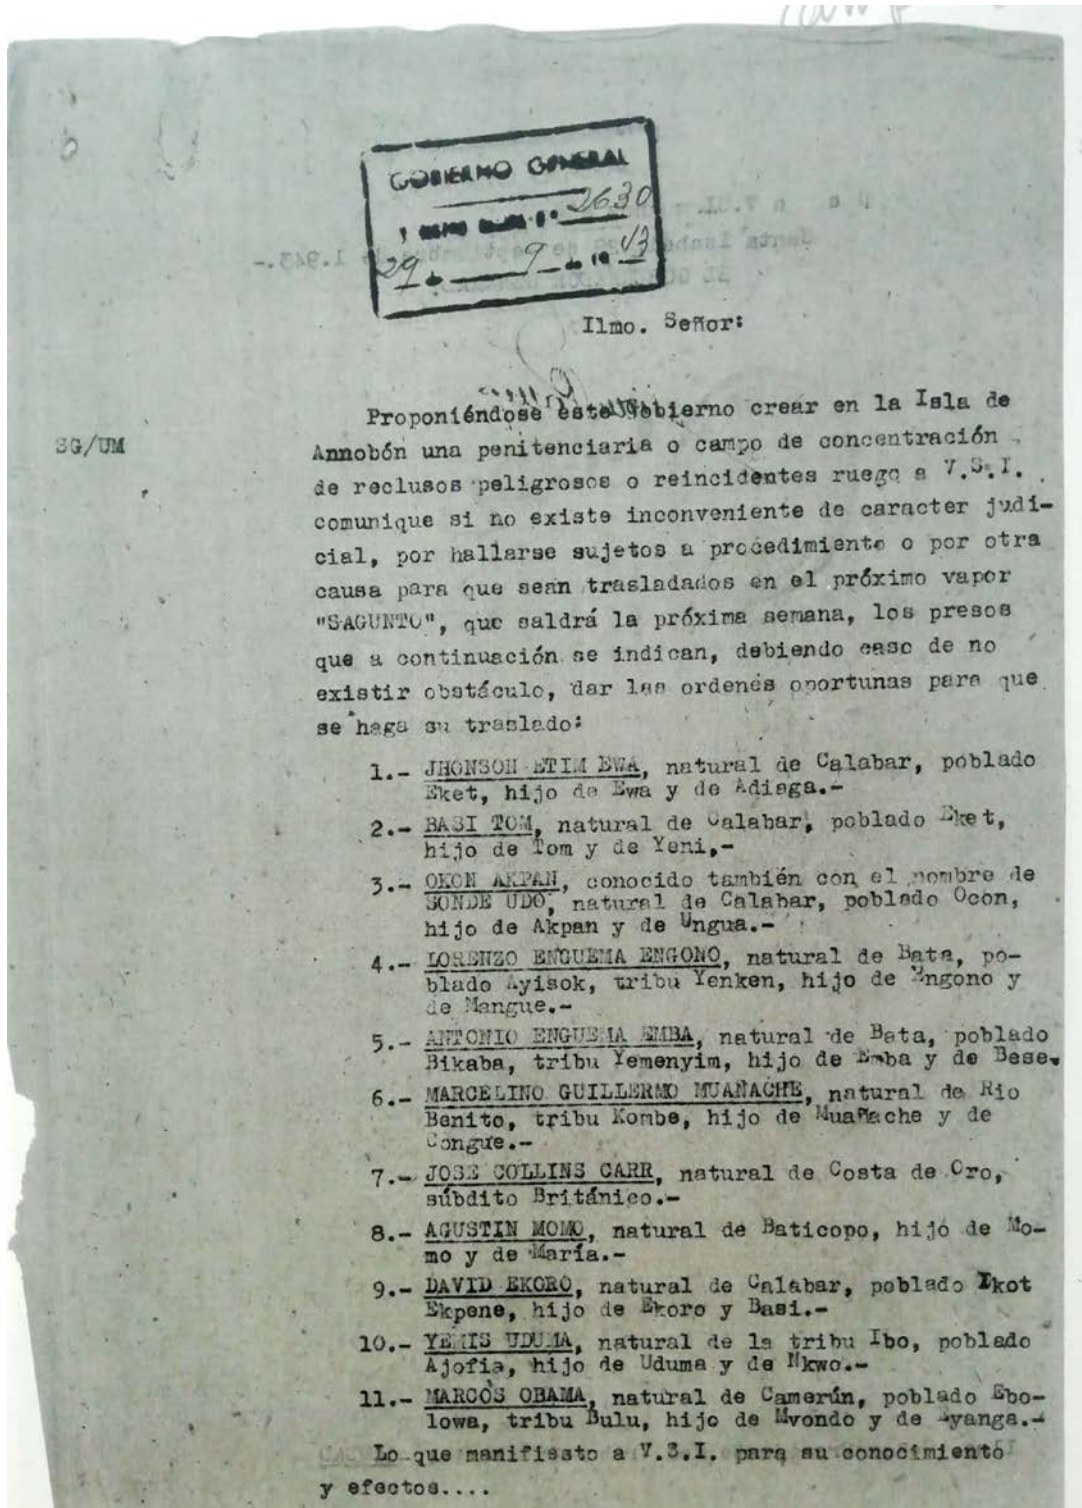 GOBIERNO GENERAL
2630
29 de 9 de 1943
Ilmo. Señor:
SG/UM
Proponiéndose este Gobierno crear en la Isla de
Annobón una penitenciaria o campo de concentración
de reclusos peligrosos o reincidentes ruego a V.S.I.
comunique si no existe inconveniente de caracter judi-
cial, por hallarse sujetos a procedimiento o por otra
causa para que sean trasladados en el próximo vapor
"SAGUNTO", que saldrá la próxima semana, los presos
que a continuación se indican, debiendo caso de no
existir obstáculo, dar las ordenes oportunas para que
se haga su traslado:
1.- JHONSON ETIM EWA, natural de Calabar, poblado
Eket, hijo de Ewa y de Adiaga.-
2.- BASI TOM, natural de Calabar, poblado Eket,
hijo de Tom y de Yeni,-
3.- OKON AKPAN, conocido también con el nombre de
SONDE UDO, natural de Calabar, poblado Ocon,
hijo de Akpan y de Ungua.-
4.- LORENZO ENGUEMA ENGONO, natural de Bata, po-
blado Ayisok, tribu Yenken, hijo de Engono y
de Mangue.-
5.- ANTONIO ENGUEMA EMBA, natural de Bata, poblado
Bikaba, tribu Yemenyim, hijo de Emba y de Bese.
6.- MARCELINO GUILLERMO MUAÑACHE, natural de Rio
Benito, tribu Kombe, hijo de Muañache y de
Congue.-
7.- JOSE COLLINS CARR, natural de Costa de Oro,
súbdito Británico.-
8.- AGUSTIN MOMO, natural de Baticopo, hijo de Mo-
mo y de María.-
9.- DAVID EKORO, natural de Calabar, poblado Ikot
Ekpene, hijo de Ekoro y Basi.-
10.- YEMIS UDUMA, natural de la tribu Ibo, poblado
Ajofia, hijo de Uduma y de Nkwo.-
11.- MARCOS OBAMA, natural de Camerún, poblado Ebo-
lowa, tribu Bulu, hijo de Mvondo y de Ayanga.-
Lo que manifissto a V.S.I. para su conocimiento
y efectos....